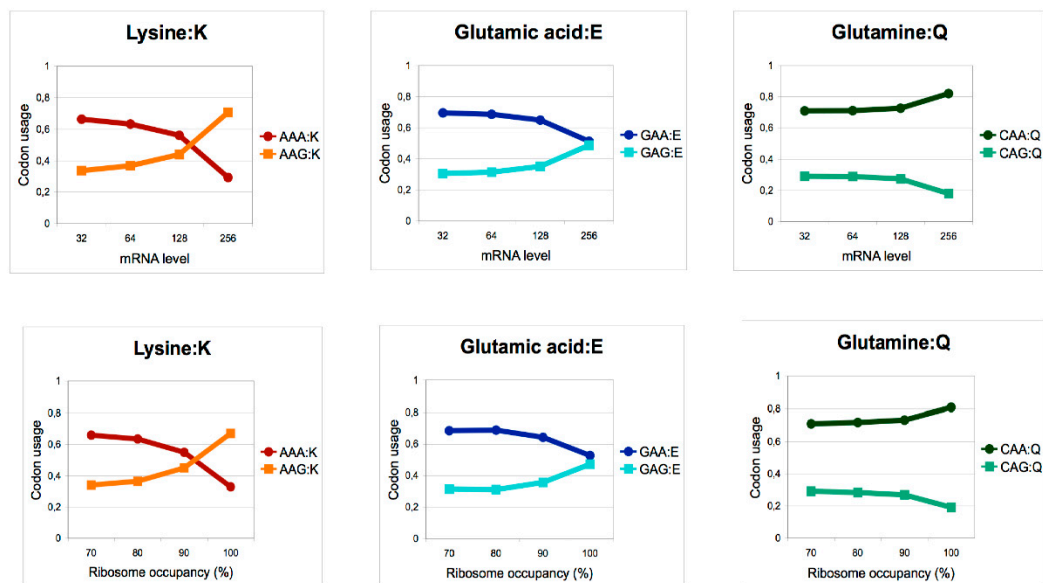 Lysine:K
Codon usage
1
0,8
0,6
0,4
0,2
0
32 64 128 256
mRNA level
AAA:K
AAG:K
Glutamic acid:E
Codon usage
1
0,8
0,6
0,4
0,2
0
32 64 128 256
mRNA level
GAA:E
GAG:E
Glutamine:Q
Codon usage
1
0,8
0,6
0,4
0,2
0
32 64 128 256
mRNA level
CAA:Q
CAG:Q
Lysine:K
Codon usage
1
0,8
0,6
0,4
0,2
0
70 80 90 100
Ribosome occupancy (%)
AAA:K
AAG:K
Glutamic acid:E
Codon usage
1
0,8
0,6
0,4
0,2
0
70 80 90 100
Ribosome occupancy (%)
GAA:E
GAG:E
Glutamine:Q
Codon usage
1
0,8
0,6
0,4
0,2
0
70 80 90 100
Ribosome occupancy (%)
CAA:Q
CAG:Q